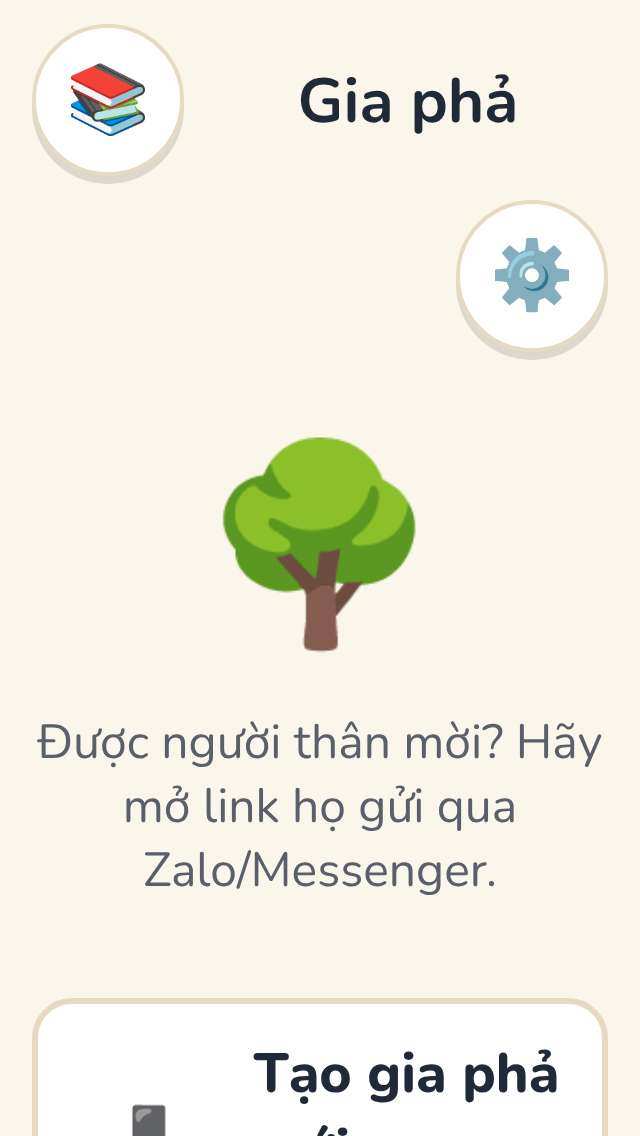 Gia phả
Được người thân mời? Hãy
mở link họ gửi qua
Zalo/Messenger.
Tạo gia phả